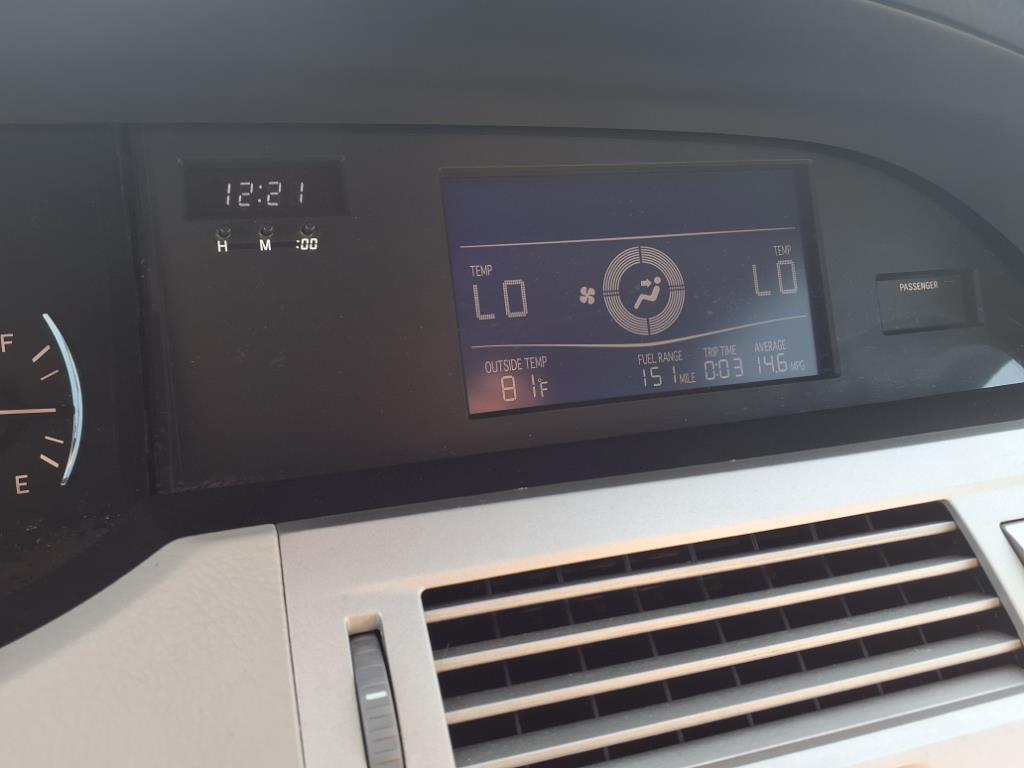 12:21
H M :00
TEMP
LO
TEMP
LO
PASSENGER
OUTSIDE TEMP
81°F
FUEL RANGE
151 MILE
TRIP TIME
0:03
AVERAGE
14.6 MPG
F
E